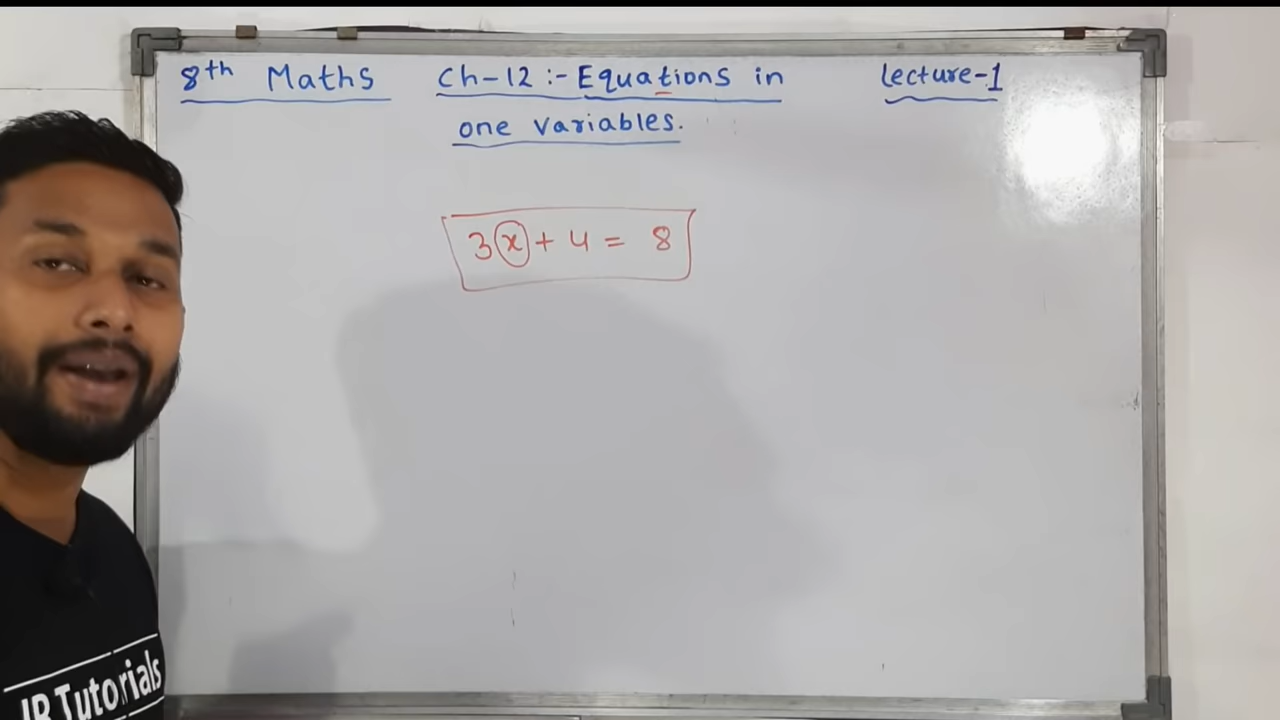 8th Maths Ch-12 :- Equations in Lecture-1
one variables.
3x + 4 = 8
JR Tutorials